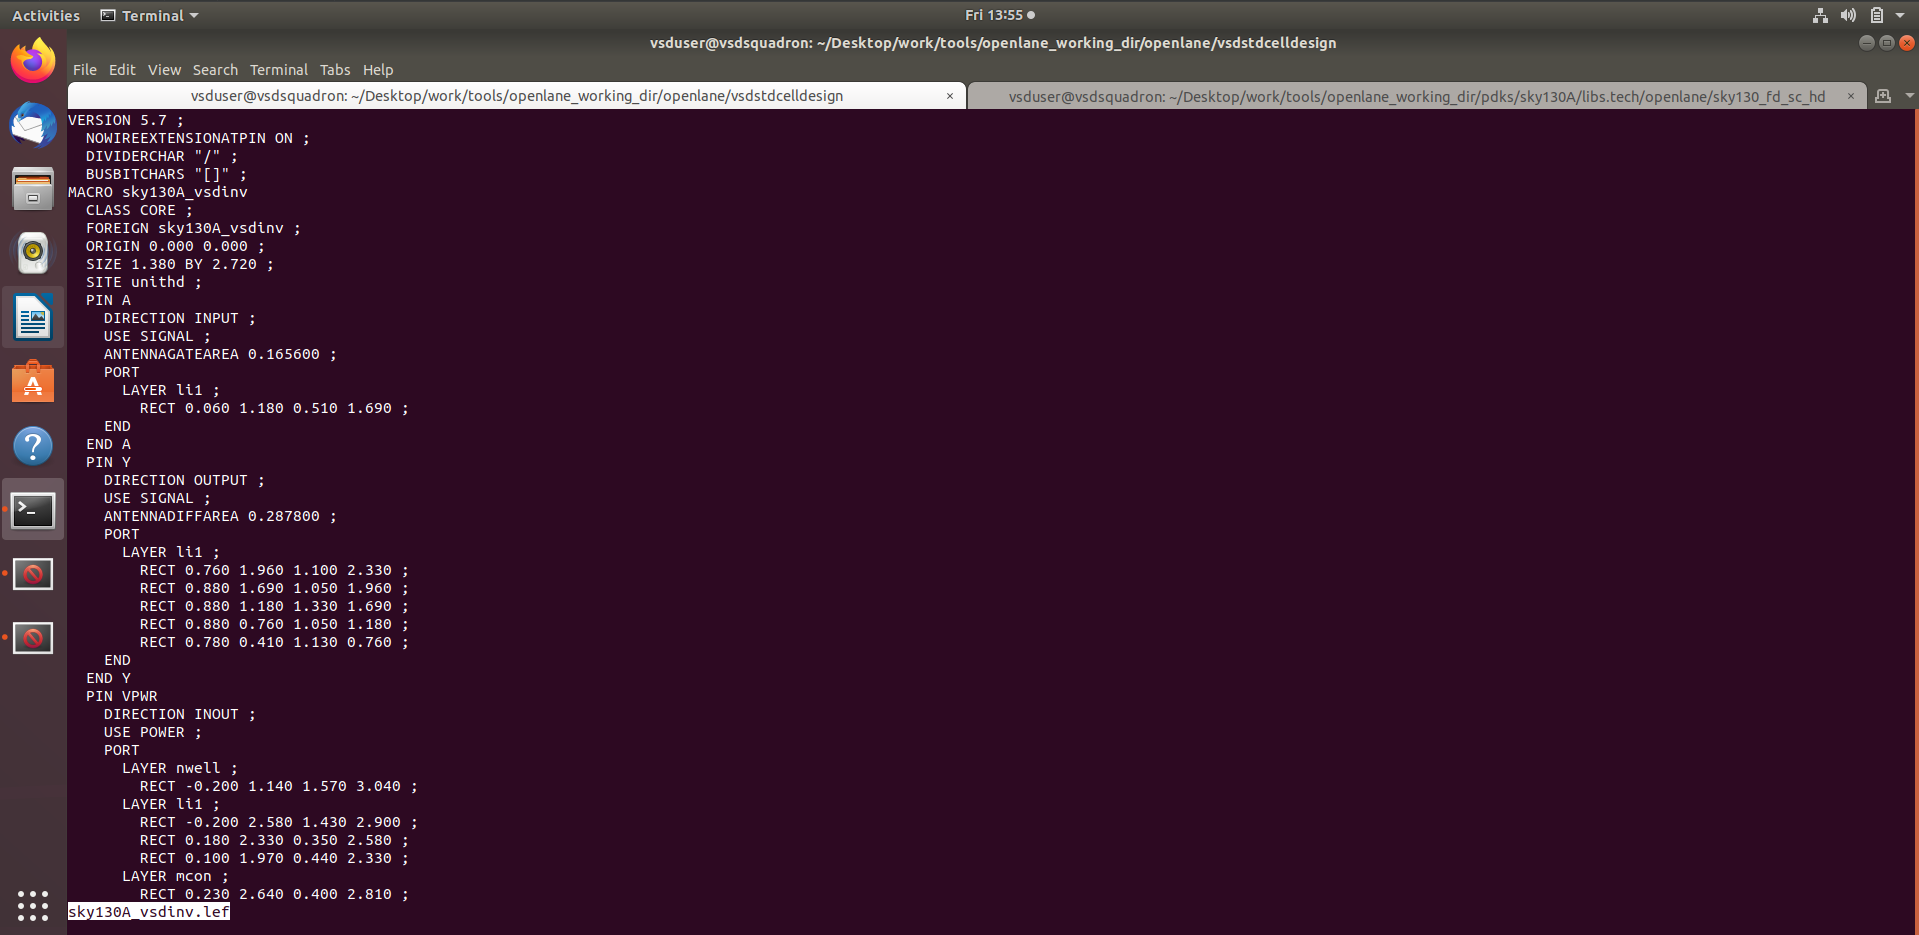 Activities Terminal Fri 13:55
vsduser@vsdsquadron: ~/Desktop/work/tools/openlane_working_dir/openlane/vsdstdcelldesign
File Edit View Search Terminal Tabs Help
vsduser@vsdsquadron: ~/Desktop/work/tools/openlane_working_dir/openlane/vsdstdcelldesign × vsduser@vsdsquadron: ~/Desktop/work/tools/openlane_working_dir/pdks/sky130A/libs.tech/openlane/sky130_fd_sc_hd ×
VERSION 5.7 ;
  NOWIREEXTENSIONATPIN ON ;
  DIVIDERCHAR "/" ;
  BUSBITCHARS "[]" ;
MACRO sky130A_vsdinv
  CLASS CORE ;
  FOREIGN sky130A_vsdinv ;
  ORIGIN 0.000 0.000 ;
  SIZE 1.380 BY 2.720 ;
  SITE unithd ;
  PIN A
    DIRECTION INPUT ;
    USE SIGNAL ;
    ANTENNAGATEAREA 0.165600 ;
    PORT
      LAYER li1 ;
        RECT 0.060 1.180 0.510 1.690 ;
    END
  END A
  PIN Y
    DIRECTION OUTPUT ;
    USE SIGNAL ;
    ANTENNADIFFAREA 0.287800 ;
    PORT
      LAYER li1 ;
        RECT 0.760 1.960 1.100 2.330 ;
        RECT 0.880 1.690 1.050 1.960 ;
        RECT 0.880 1.180 1.330 1.690 ;
        RECT 0.880 0.760 1.050 1.180 ;
        RECT 0.780 0.410 1.130 0.760 ;
    END
  END Y
  PIN VPWR
    DIRECTION INOUT ;
    USE POWER ;
    PORT
      LAYER nwell ;
        RECT -0.200 1.140 1.570 3.040 ;
      LAYER li1 ;
        RECT -0.200 2.580 1.430 2.900 ;
        RECT 0.180 2.330 0.350 2.580 ;
        RECT 0.100 1.970 0.440 2.330 ;
      LAYER mcon ;
        RECT 0.230 2.640 0.400 2.810 ;
sky130A_vsdinv.lef